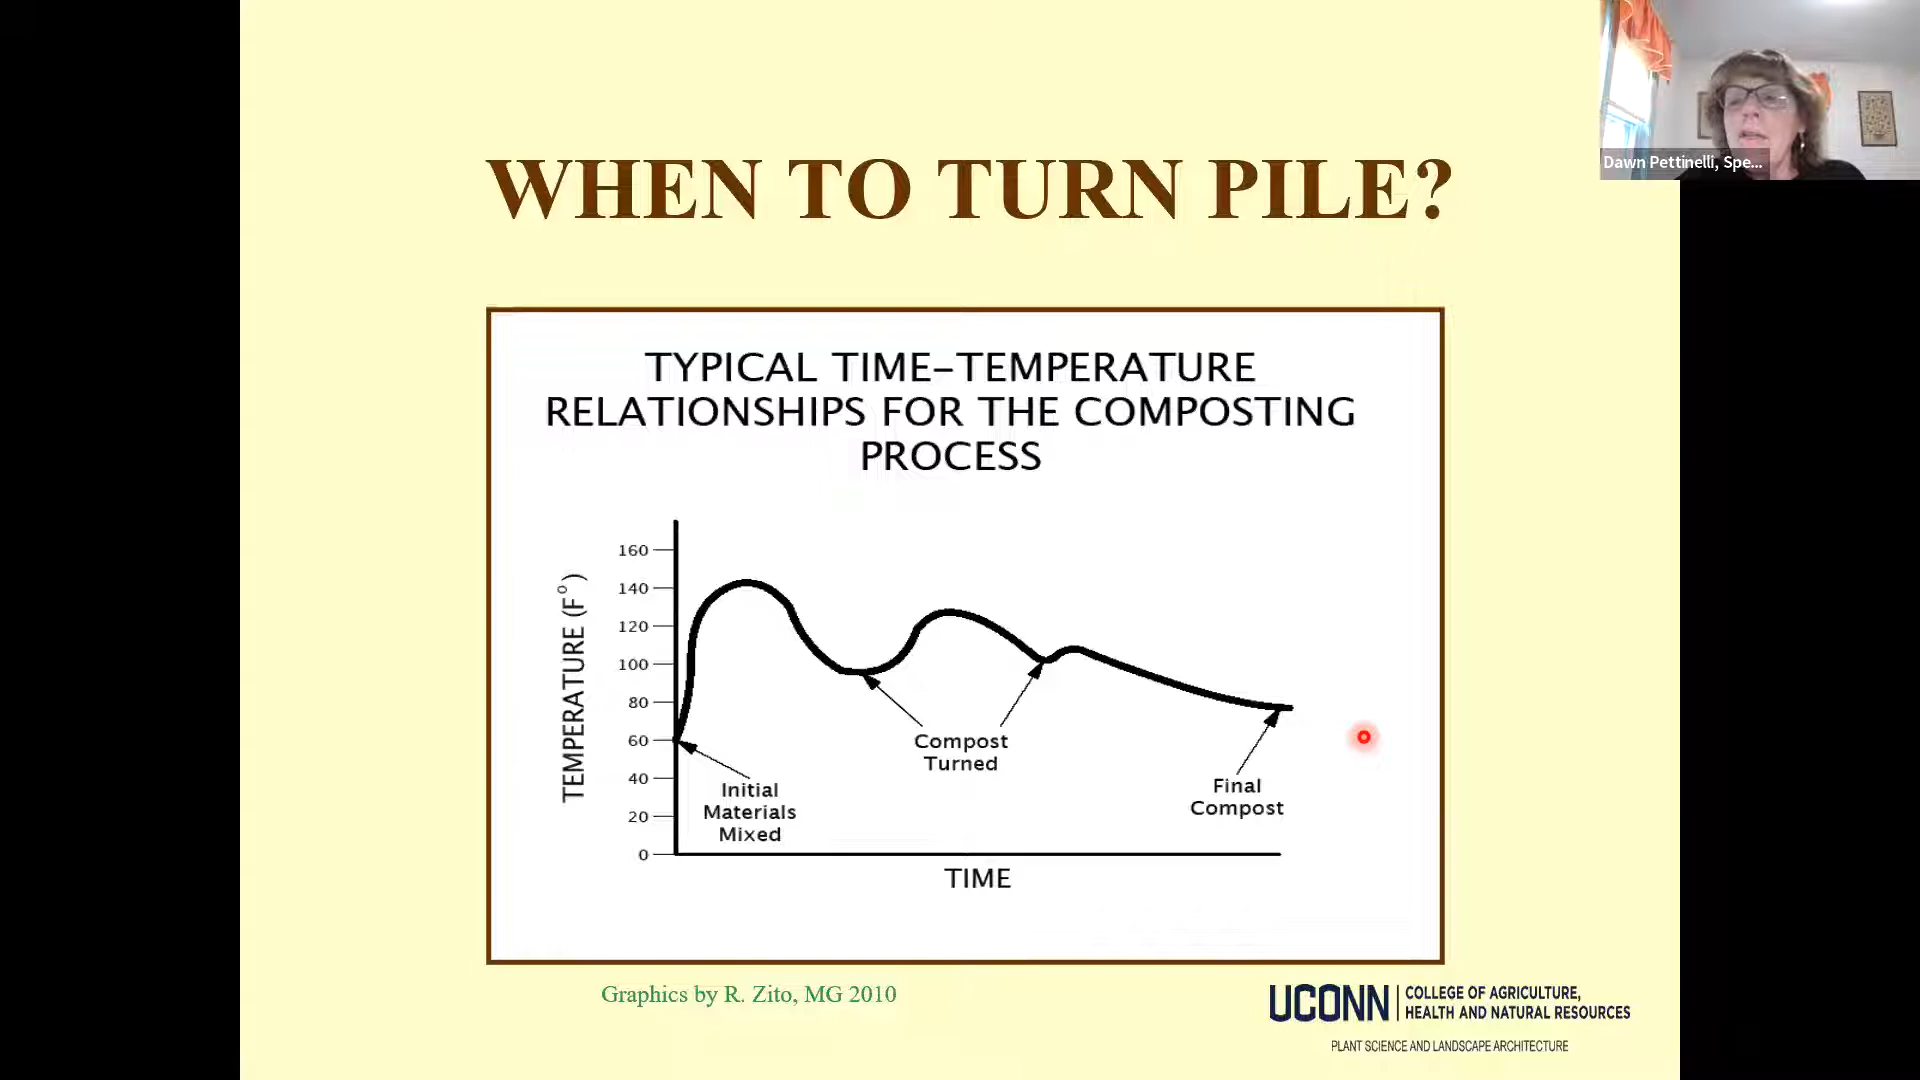 WHEN TO TURN PILE?
Dawn Pettinelli, Spe...
TYPICAL TIME–TEMPERATURE
RELATIONSHIPS FOR THE COMPOSTING
PROCESS
TEMPERATURE (F°)
160
140
120
100
80
60
40
20
0
Initial
Materials
Mixed
Compost
Turned
Final
Compost
TIME
Graphics by R. Zito, MG 2010
UCONN
COLLEGE OF AGRICULTURE,
HEALTH AND NATURAL RESOURCES
PLANT SCIENCE AND LANDSCAPE ARCHITECTURE